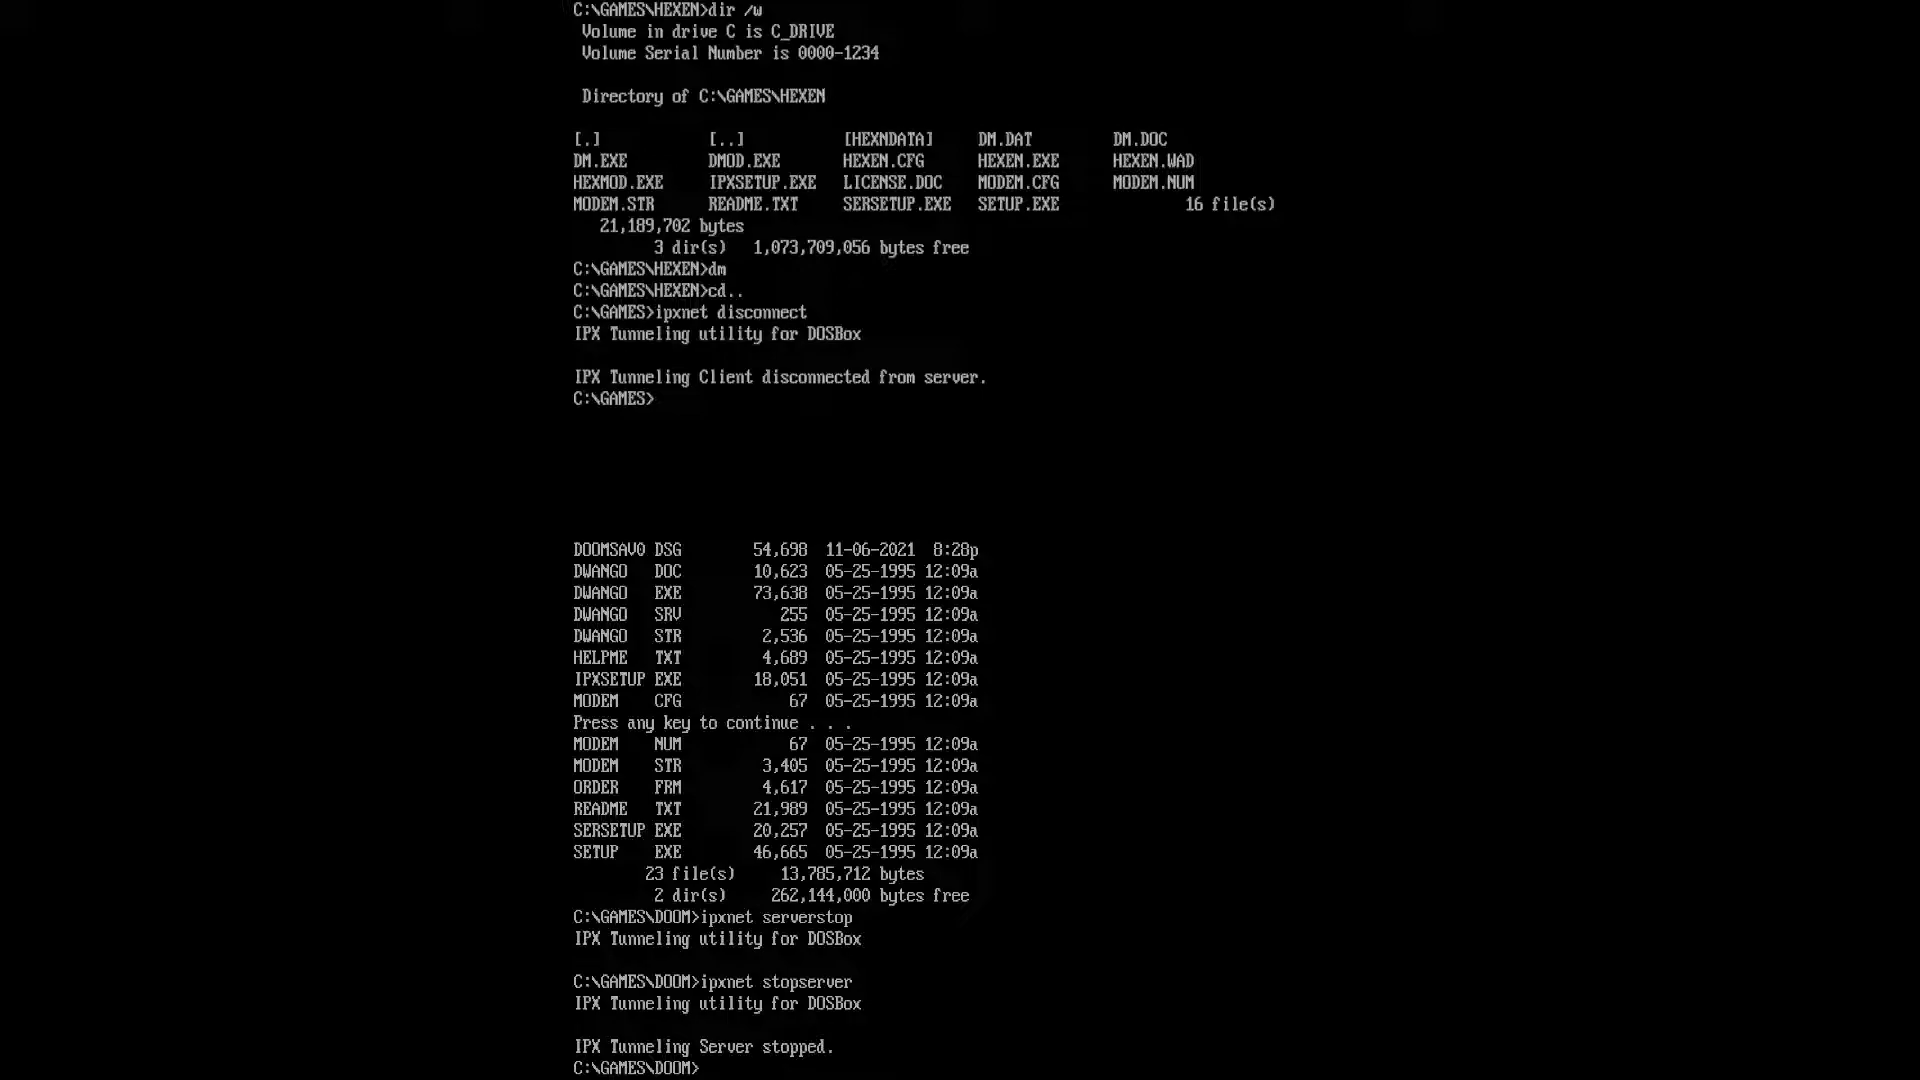 C:\GAMES\HEXEN>dir /w
Volume in drive C is C_DRIVE
Volume Serial Number is 0000-1234
Directory of C:\GAMES\HEXEN
[.] [..] [HEXNDATA] DM.DAT DM.DOC
DM.EXE DMOD.EXE HEXEN.CFG HEXEN.EXE HEXEN.WAD
HEXMOD.EXE IPXSETUP.EXE LICENSE.DOC MODEM.CFG MODEM.NUM
MODEM.STR README.TXT SERSETUP.EXE SETUP.EXE 16 file(s)
21,189,702 bytes
3 dir(s) 1,073,709,056 bytes free
C:\GAMES\HEXEN>dm
C:\GAMES\HEXEN>cd..
C:\GAMES>ipxnet disconnect
IPX Tunneling utility for DOSBox
IPX Tunneling Client disconnected from server.
C:\GAMES>
DOOMSAV0 DSG 54,698 11-06-2021 8:28p
DWANGO DOC 10,623 05-25-1995 12:09a
DWANGO EXE 73,638 05-25-1995 12:09a
DWANGO SRV 255 05-25-1995 12:09a
DWANGO STR 2,536 05-25-1995 12:09a
HELPME TXT 4,689 05-25-1995 12:09a
IPXSETUP EXE 18,051 05-25-1995 12:09a
MODEM CFG 67 05-25-1995 12:09a
Press any key to continue . . .
MODEM NUM 67 05-25-1995 12:09a
MODEM STR 3,405 05-25-1995 12:09a
ORDER FRM 4,617 05-25-1995 12:09a
README TXT 21,989 05-25-1995 12:09a
SERSETUP EXE 20,257 05-25-1995 12:09a
SETUP EXE 46,665 05-25-1995 12:09a
23 file(s) 13,785,712 bytes
2 dir(s) 262,144,000 bytes free
C:\GAMES\DOOM>ipxnet serverstop
IPX Tunneling utility for DOSBox
C:\GAMES\DOOM>ipxnet stopserver
IPX Tunneling utility for DOSBox
IPX Tunneling Server stopped.
C:\GAMES\DOOM>